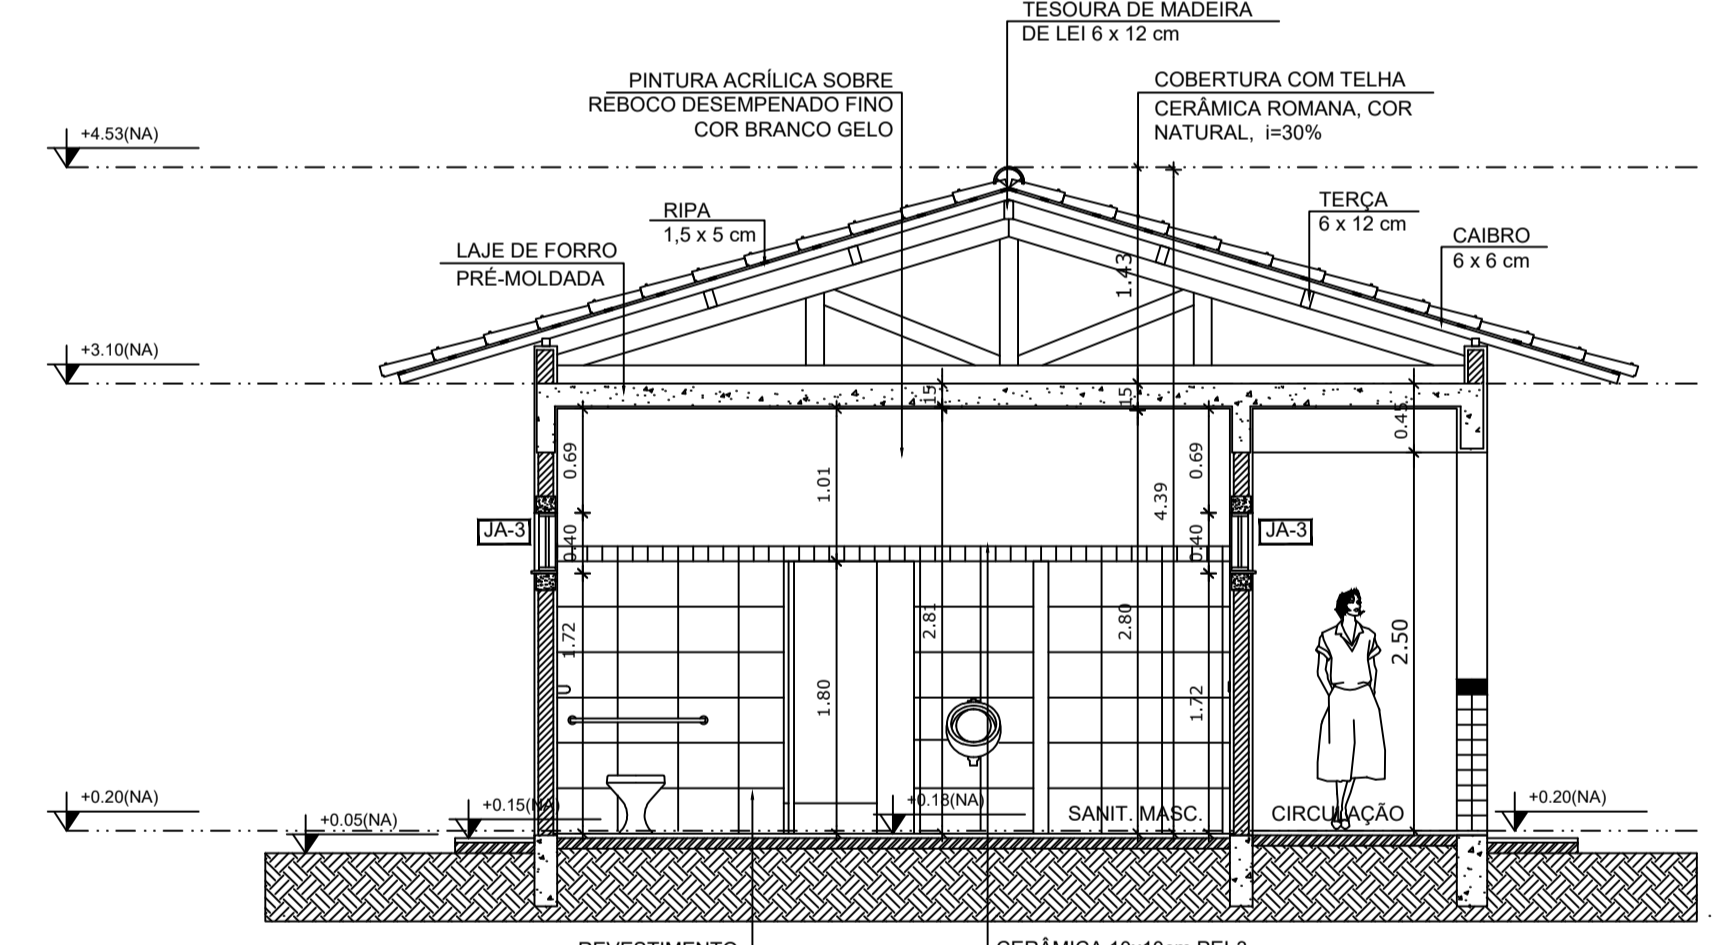 TESOURA DE MADEIRA
DE LEI 6 x 12 cm
PINTURA ACRÍLICA SOBRE
REBOCO DESEMPENADO FINO
COR BRANCO GELO
COBERTURA COM TELHA
CERÂMICA ROMANA, COR
NATURAL, i=30%
+4.53(NA)
RIPA
1,5 x 5 cm
TERÇA
6 x 12 cm
LAJE DE FORRO
PRÉ-MOLDADA
CAIBRO
6 x 6 cm
1.43
+3.10(NA)
15
15
0.45
0.69
1.01
4.39
0.69
JA-3
0.40
0.40
JA-3
1.72
2.81
2.80
2.50
1.80
1.72
+0.20(NA)
+0.05(NA)
+0.15(NA)
+0.18(NA)
SANIT. MASC.
CIRCULAÇÃO
+0.20(NA)
REVESTIMENTO
CERÂMICA 10x10cm PEI 3